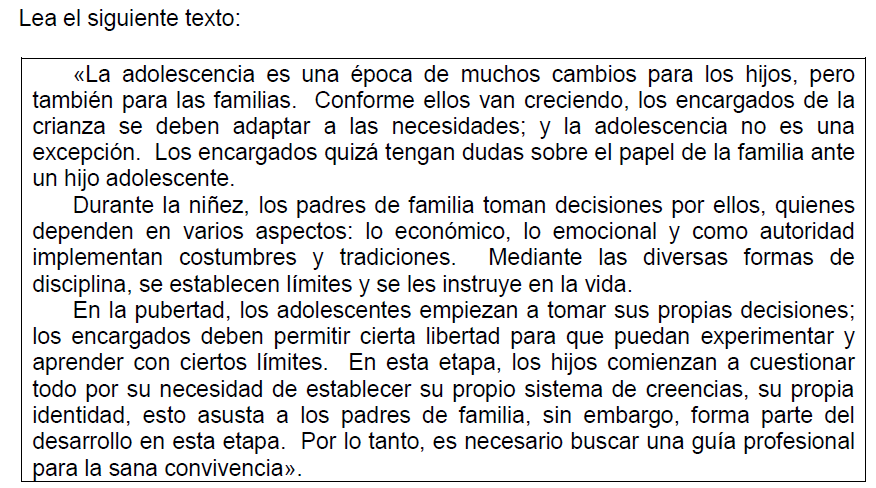 Lea el siguiente texto:
«La adolescencia es una época de muchos cambios para los hijos, pero
también para las familias.  Conforme ellos van creciendo, los encargados de la
crianza se deben adaptar a las necesidades; y la adolescencia no es una
excepción.  Los encargados quizá tengan dudas sobre el papel de la familia ante
un hijo adolescente.
Durante la niñez, los padres de familia toman decisiones por ellos, quienes
dependen en varios aspectos: lo económico, lo emocional y como autoridad
implementan costumbres y tradiciones.  Mediante las diversas formas de
disciplina, se establecen límites y se les instruye en la vida.
En la pubertad, los adolescentes empiezan a tomar sus propias decisiones;
los encargados deben permitir cierta libertad para que puedan experimentar y
aprender con ciertos límites.  En esta etapa, los hijos comienzan a cuestionar
todo por su necesidad de establecer su propio sistema de creencias, su propia
identidad, esto asusta a los padres de familia, sin embargo, forma parte del
desarrollo en esta etapa.  Por lo tanto, es necesario buscar una guía profesional
para la sana convivencia».